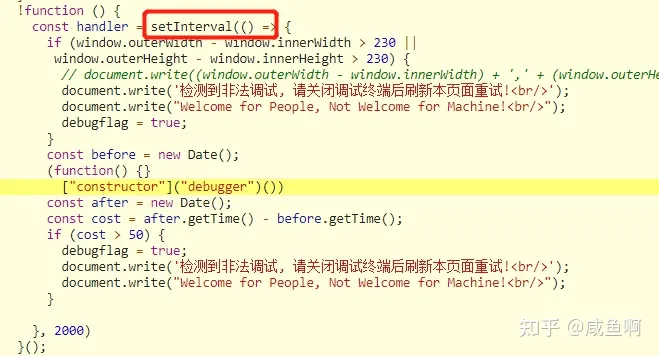 !function () {
const handler = setInterval(() => {
if (window.outerWidth - window.innerWidth > 230 ||
window.outerHeight - window.innerHeight > 230) {
// document.write((window.outerWidth - window.innerWidth) + ',' + (window.outerHe
document.write('检测到非法调试, 请关闭调试终端后刷新本页面重试!<br/>');
document.write("Welcome for People, Not Welcome for Machine!<br/>");
debugflag = true;
}
const before = new Date();
(function() {}
["constructor"]("debugger")())
const after = new Date();
const cost = after.getTime() - before.getTime();
if (cost > 50) {
debugflag = true;
document.write('检测到非法调试, 请关闭调试终端后刷新本页面重试!<br/>');
document.write("Welcome for People, Not Welcome for Machine!<br/>");
}
}, 2000)
}();
知乎 @咸鱼啊